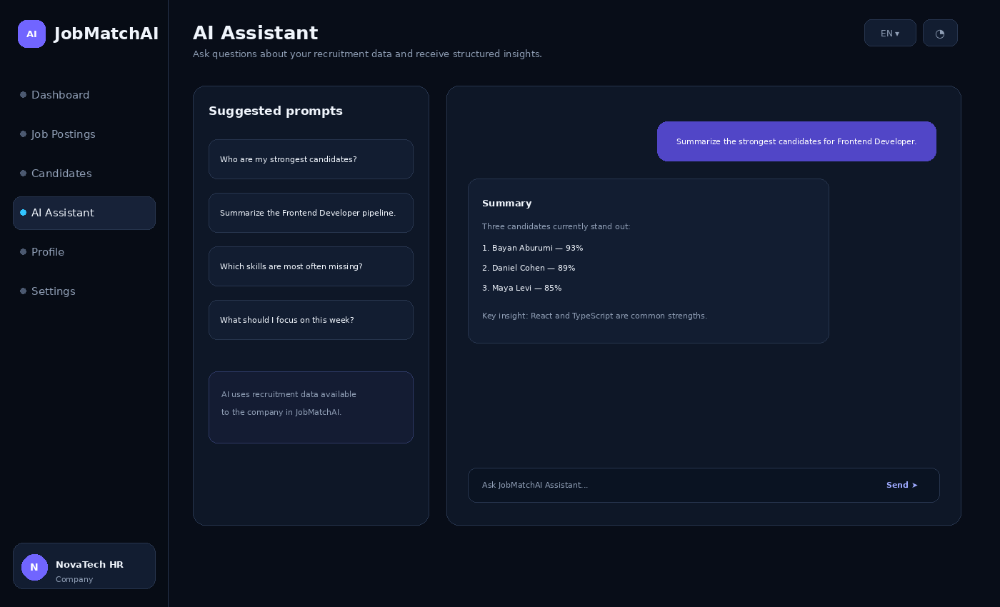 AI
JobMatchAI
Dashboard
Job Postings
Candidates
AI Assistant
Profile
Settings
N
NovaTech HR
Company
AI Assistant
Ask questions about your recruitment data and receive structured insights.
EN ▾
Suggested prompts
Who are my strongest candidates?
Summarize the Frontend Developer pipeline.
Which skills are most often missing?
What should I focus on this week?
AI uses recruitment data available
to the company in JobMatchAI.
Summarize the strongest candidates for Frontend Developer.
Summary
Three candidates currently stand out:
1. Bayan Aburumi — 93%
2. Daniel Cohen — 89%
3. Maya Levi — 85%
Key insight: React and TypeScript are common strengths.
Ask JobMatchAI Assistant...
Send ➤